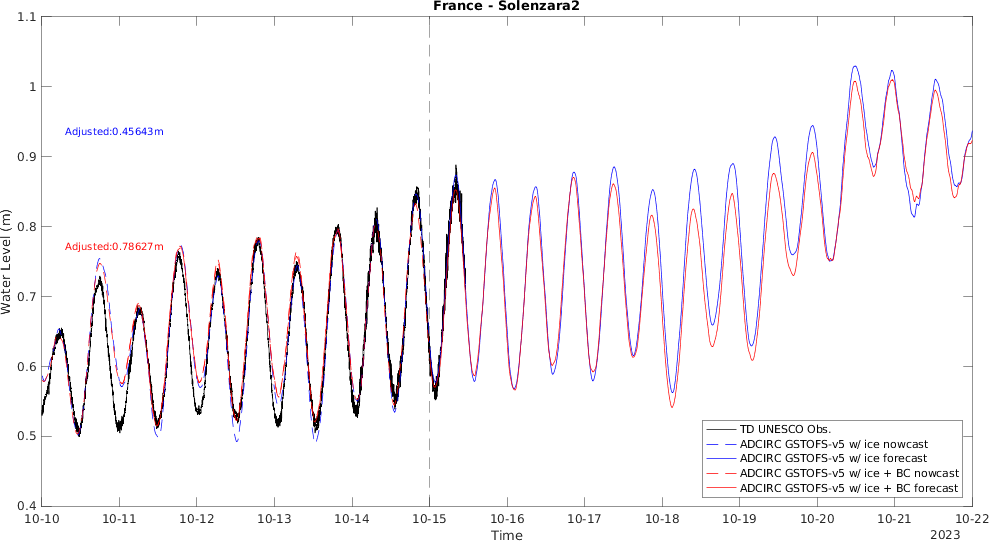 France - Solenzara2
1.1
1
0.9
0.8
0.7
0.6
0.5
0.4
Water Level (m)
Adjusted:0.45643m
Adjusted:0.78627m
TD UNESCO Obs.
ADCIRC GSTOFS-v5 w/ ice nowcast
ADCIRC GSTOFS-v5 w/ ice forecast
ADCIRC GSTOFS-v5 w/ ice + BC nowcast
ADCIRC GSTOFS-v5 w/ ice + BC forecast
10-10 10-11 10-12 10-13 10-14 10-15 10-16 10-17 10-18 10-19 10-20 10-21 10-22
Time
2023